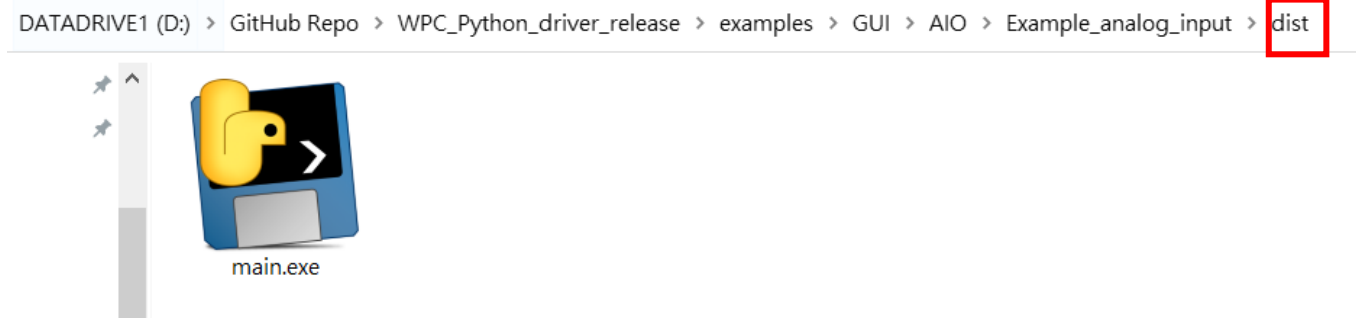 DATADRIVE1 (D:) > GitHub Repo > WPC_Python_driver_release > examples > GUI > AIO > Example_analog_input > dist
main.exe